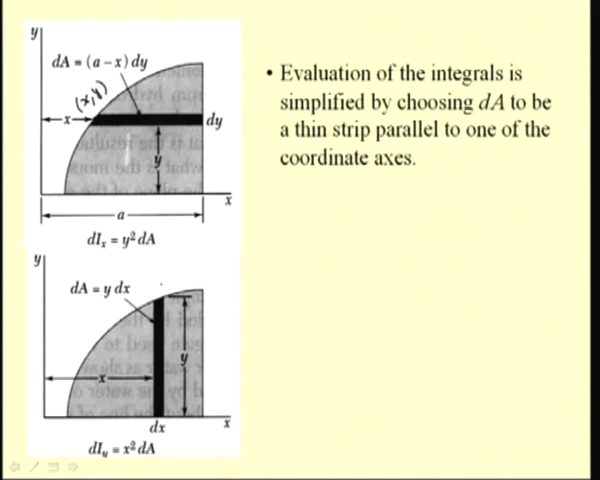 y
dA = (a − x) dy
(x, y)
x
dy
y
x
a
dIₓ = y² dA
• Evaluation of the integrals is
simplified by choosing dA to be
a thin strip parallel to one of the
coordinate axes.
y
dA = y dx
y
x
dx
x
dI_y = x² dA